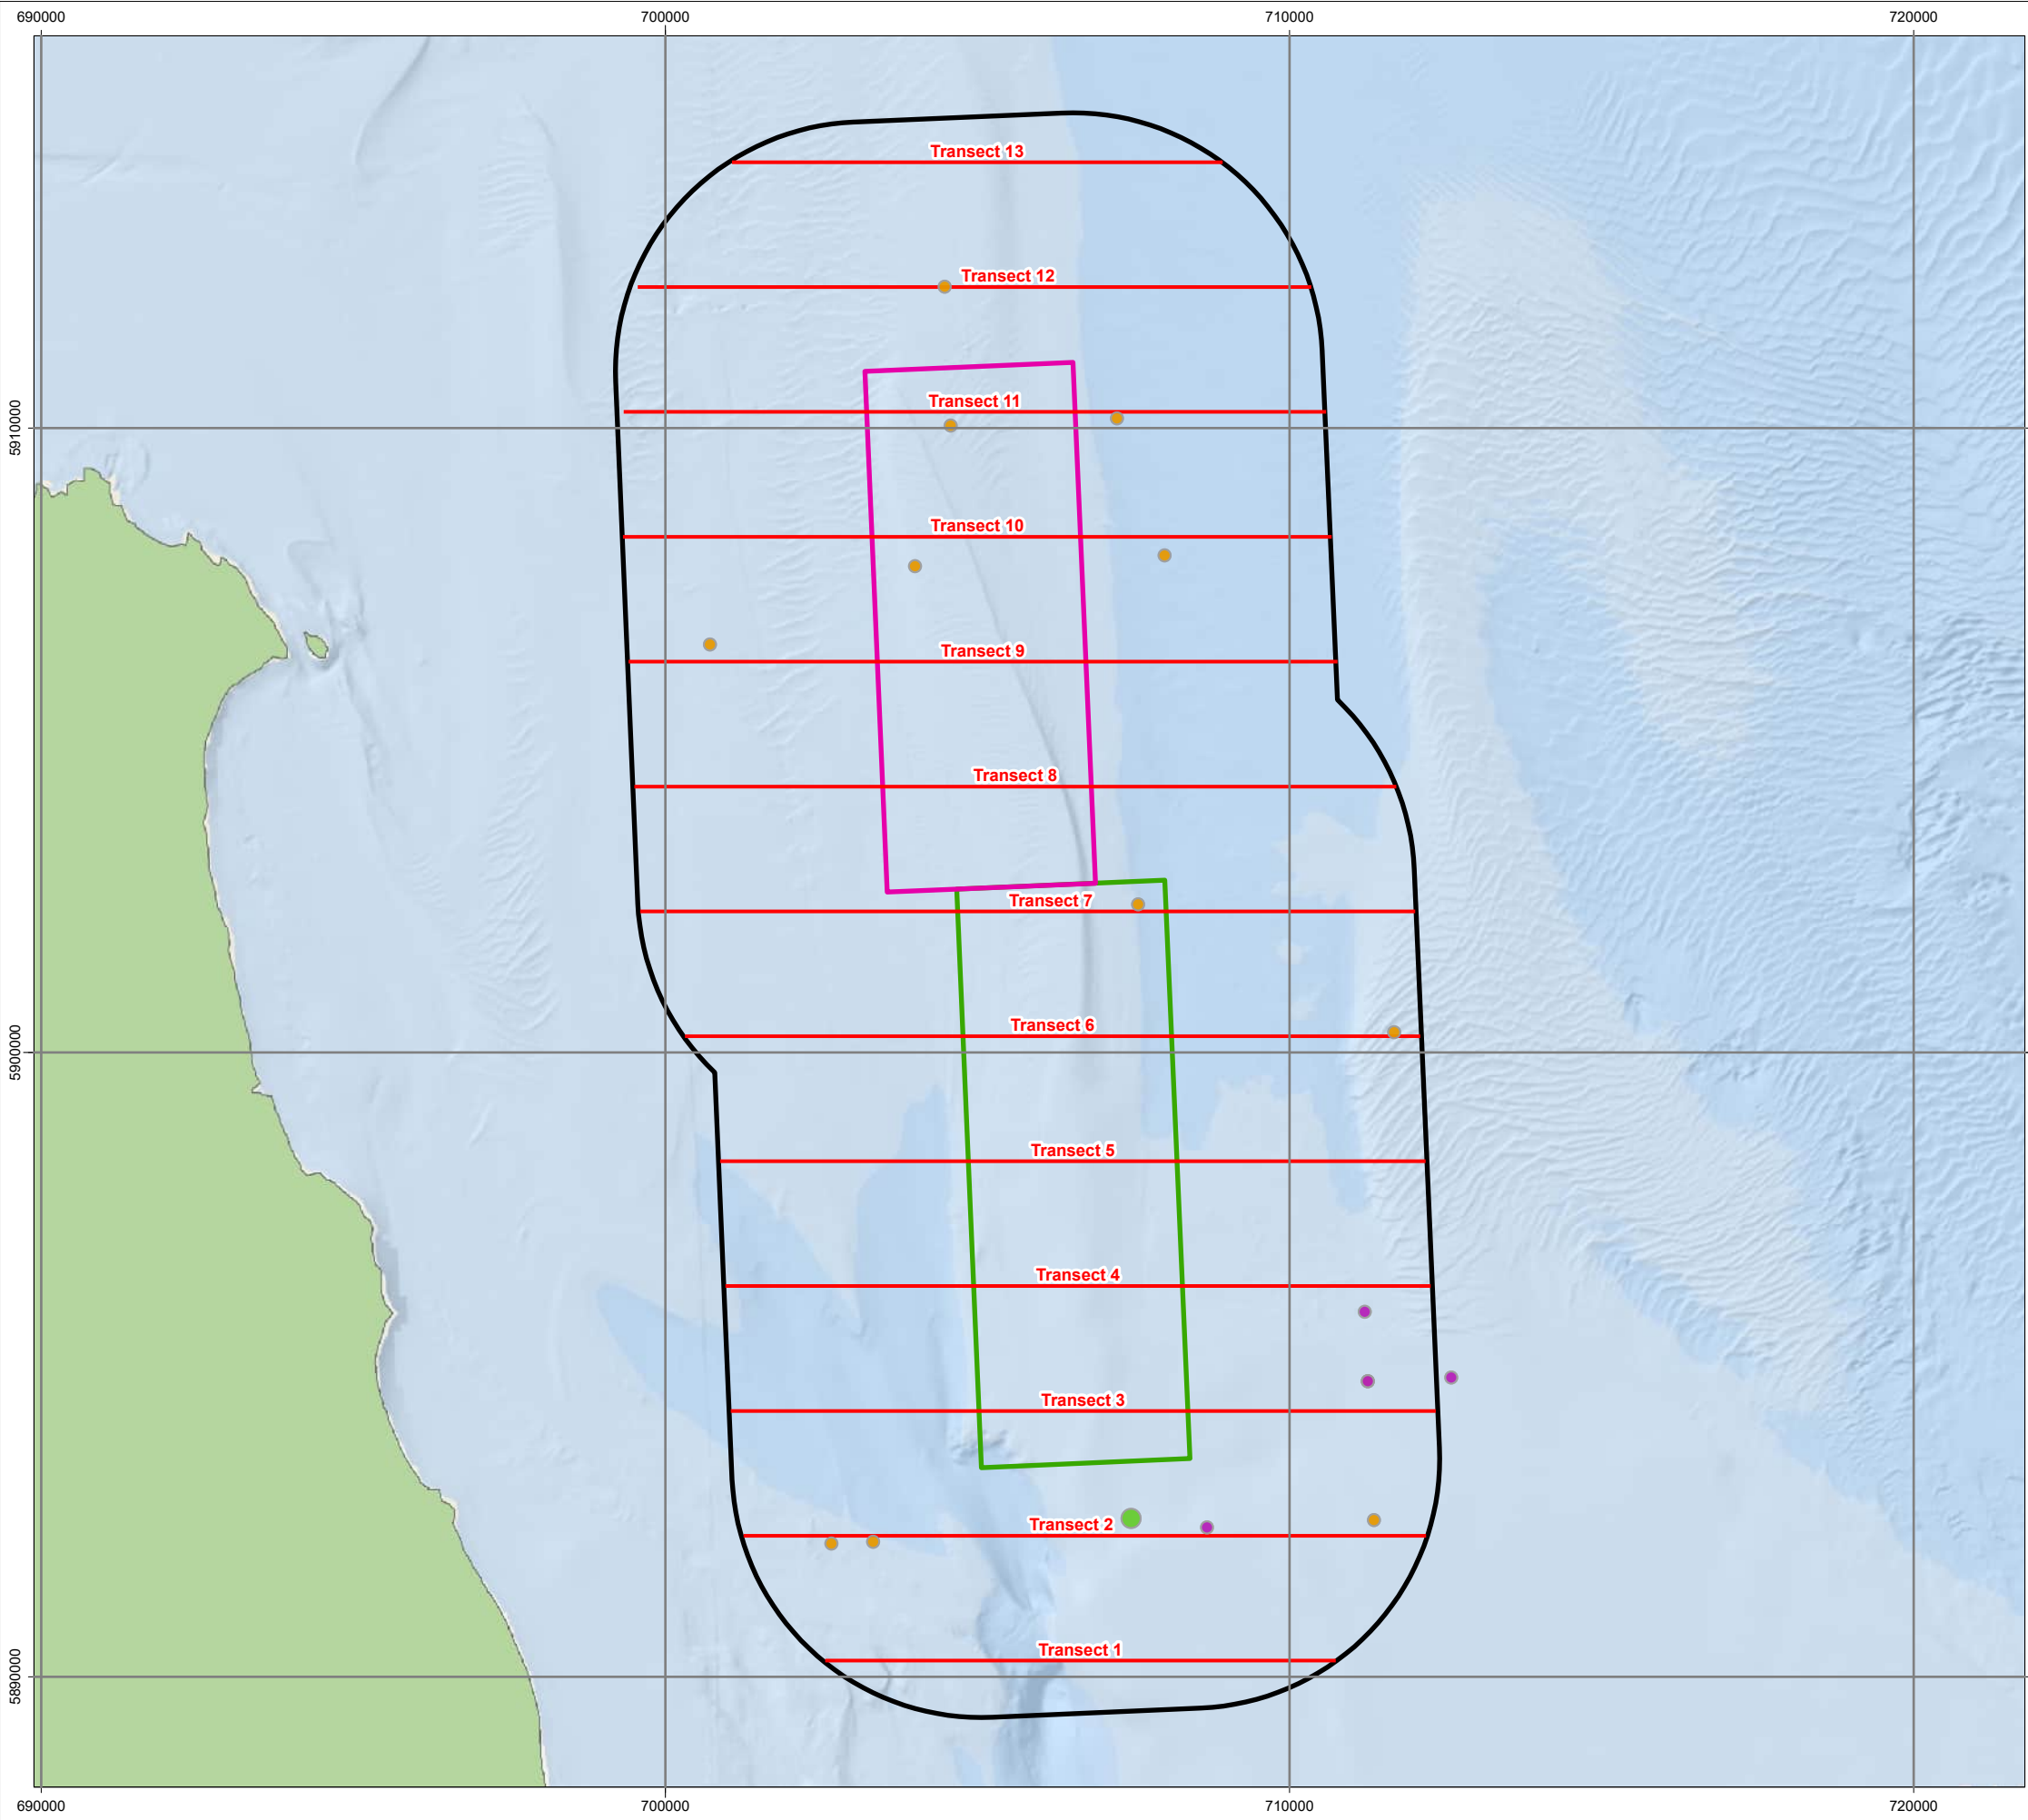 690000 700000 710000 720000
Transect 13
Transect 12
Transect 11
5910000
Transect 10
Transect 9
Transect 8
Transect 7
Transect 6
5900000
Transect 5
Transect 4
Transect 3
Transect 2
Transect 1
5890000
690000 700000 710000 720000